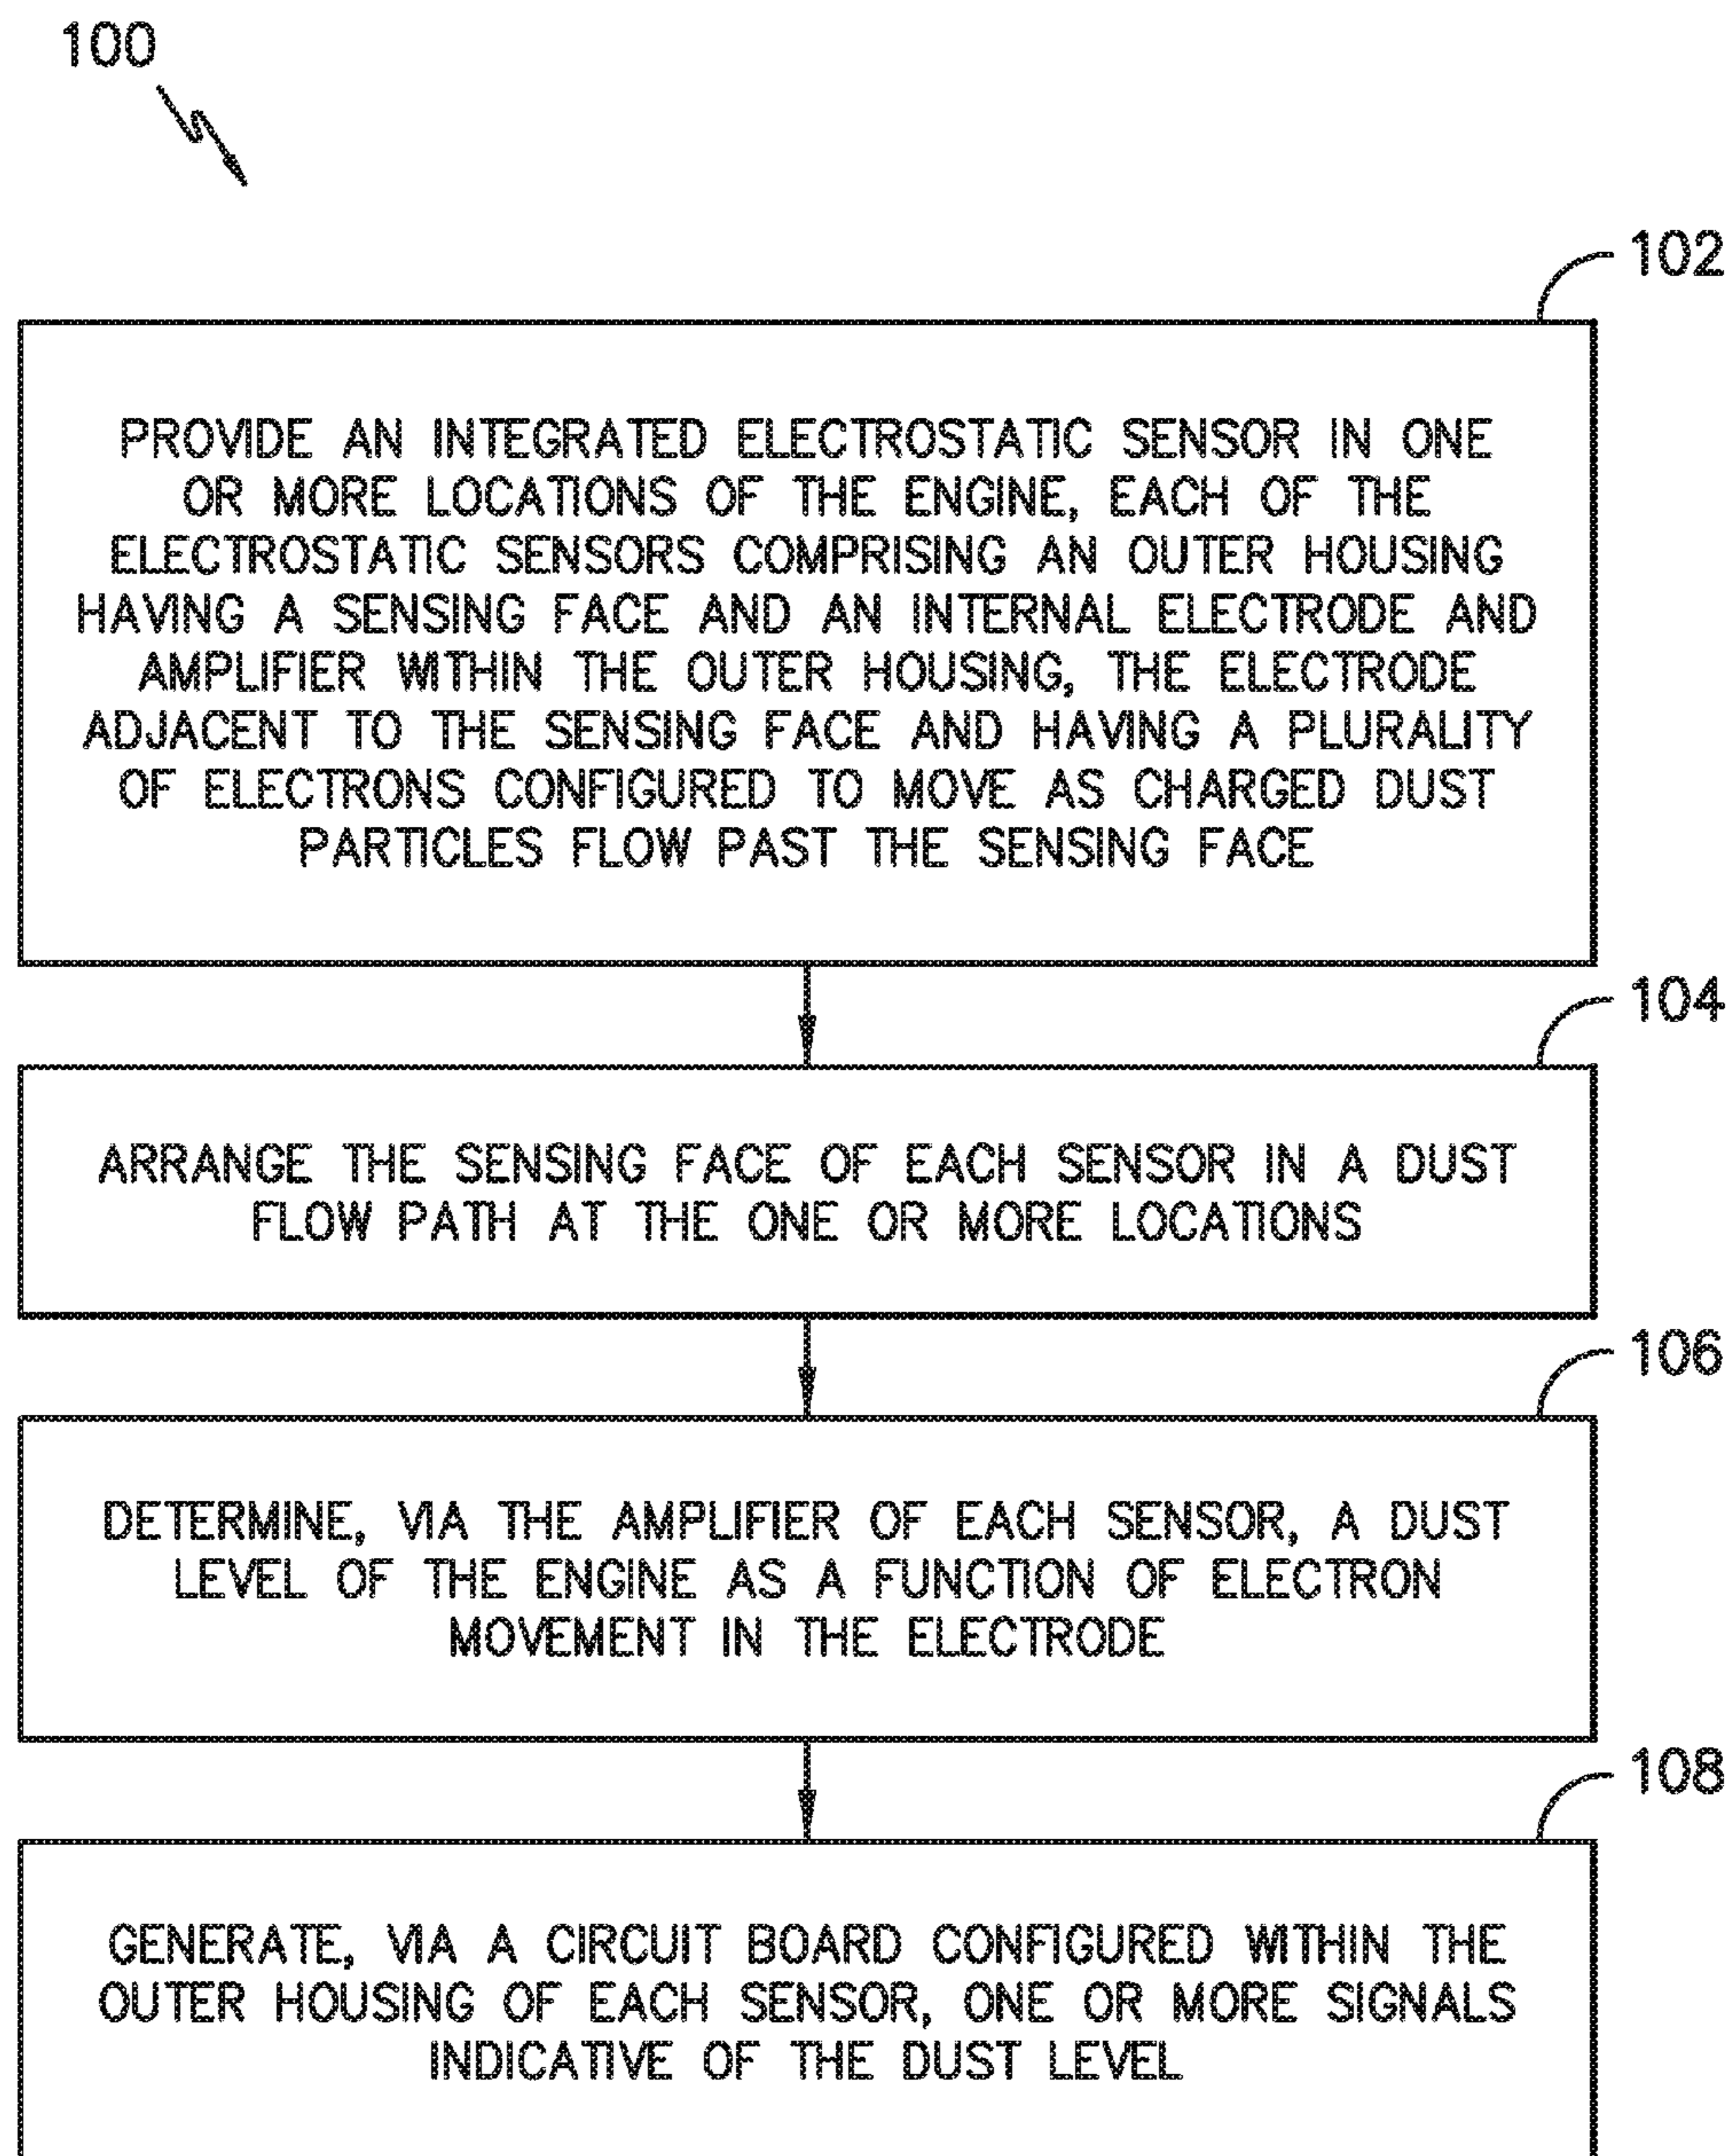 100
102
PROVIDE AN INTEGRATED ELECTROSTATIC SENSOR IN ONE
OR MORE LOCATIONS OF THE ENGINE, EACH OF THE
ELECTROSTATIC SENSORS COMPRISING AN OUTER HOUSING
HAVING A SENSING FACE AND AN INTERNAL ELECTRODE AND
AMPLIFIER WITHIN THE OUTER HOUSING, THE ELECTRODE
ADJACENT TO THE SENSING FACE AND HAVING A PLURALITY
OF ELECTRONS CONFIGURED TO MOVE AS CHARGED DUST
PARTICLES FLOW PAST THE SENSING FACE
104
ARRANGE THE SENSING FACE OF EACH SENSOR IN A DUST
FLOW PATH AT THE ONE OR MORE LOCATIONS
106
DETERMINE, VIA THE AMPLIFIER OF EACH SENSOR, A DUST
LEVEL OF THE ENGINE AS A FUNCTION OF ELECTRON
MOVEMENT IN THE ELECTRODE
108
GENERATE, VIA A CIRCUIT BOARD CONFIGURED WITHIN THE
OUTER HOUSING OF EACH SENSOR, ONE OR MORE SIGNALS
INDICATIVE OF THE DUST LEVEL